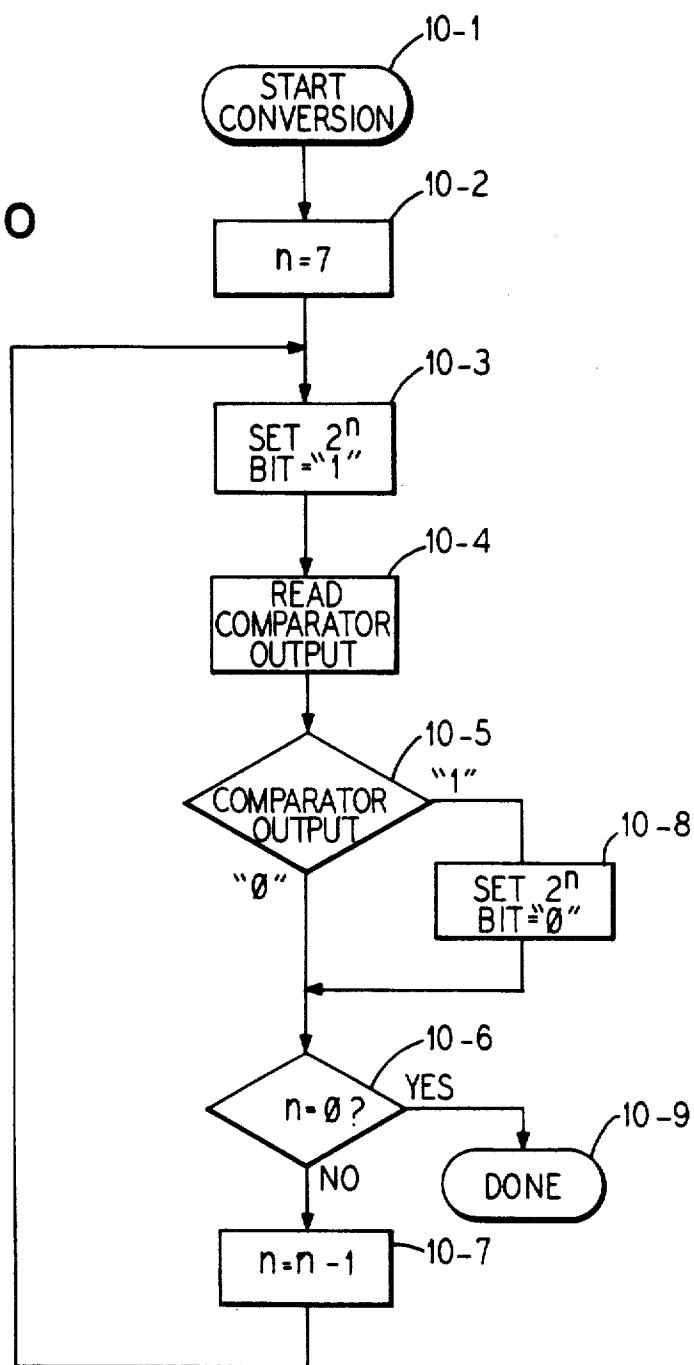 10-1
START
CONVERSION
10-2
O
n=7
10-3
SET 2ⁿ
BIT="1"
10-4
READ
COMPARATOR
OUTPUT
10-5
COMPARATOR
OUTPUT
"1"
"Ø"
10-8
SET 2ⁿ
BIT="Ø"
10-6
n=Ø?
YES
NO
10-9
DONE
10-7
n=n-1